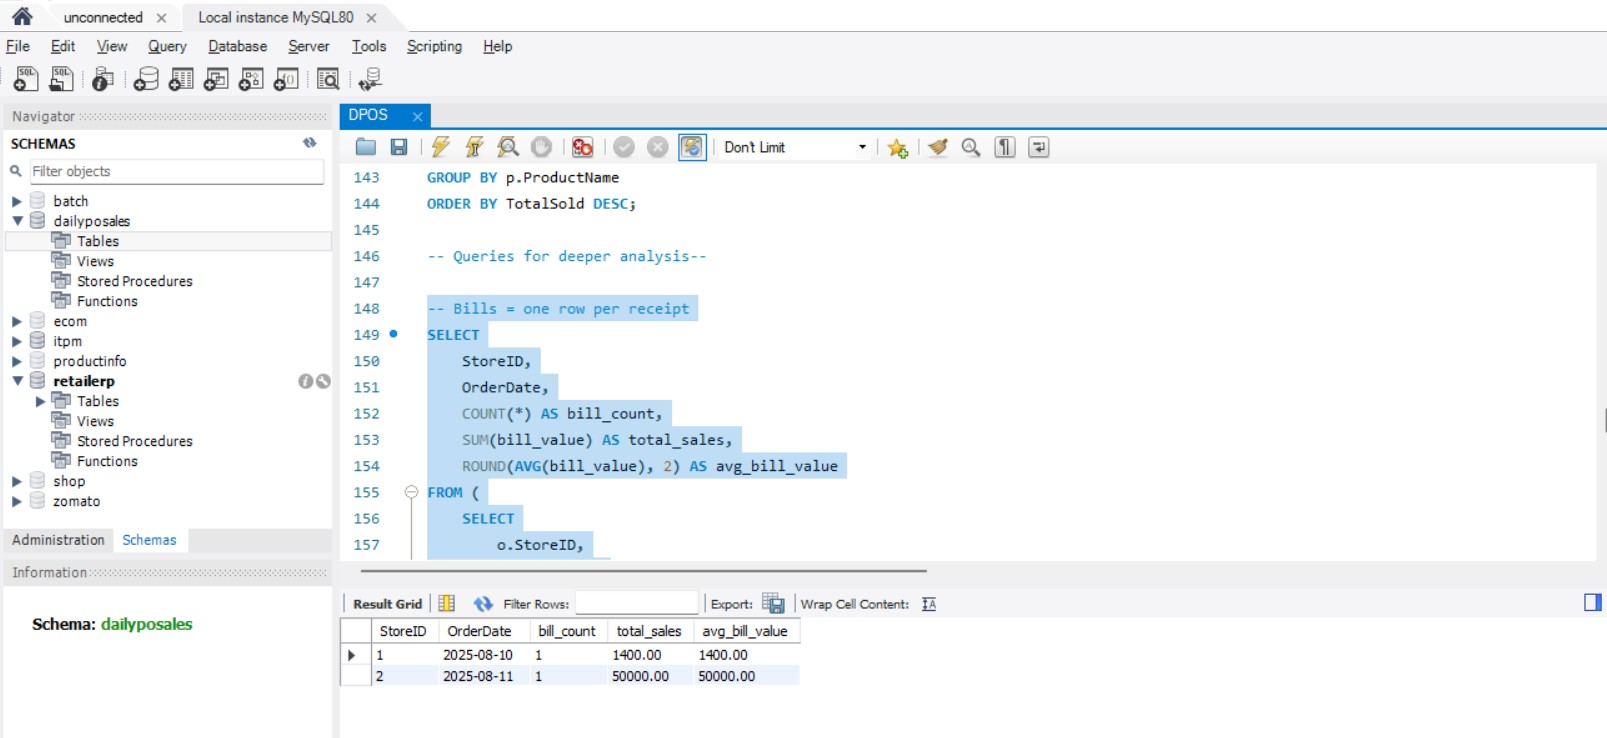 unconnected
Local instance MySQL80
File Edit View Query Database Server Tools Scripting Help
SQL SQL
Navigator
SCHEMAS
Filter objects
batch
dailyposales
Tables
Views
Stored Procedures
Functions
ecom
itpm
productinfo
retailerp
Tables
Views
Stored Procedures
Functions
shop
zomato
Administration Schemas
Information
Schema: dailyposales
DPOS
Don't Limit
143 GROUP BY p.ProductName
144 ORDER BY TotalSold DESC;
145
146 -- Queries for deeper analysis--
147
148 -- Bills = one row per receipt
149 SELECT
150 StoreID,
151 OrderDate,
152 COUNT(*) AS bill_count,
153 SUM(bill_value) AS total_sales,
154 ROUND(AVG(bill_value), 2) AS avg_bill_value
155 FROM (
156 SELECT
157 o.StoreID,
Result Grid Filter Rows: Export: Wrap Cell Content:
StoreID OrderDate bill_count total_sales avg_bill_value
1 2025-08-10 1 1400.00 1400.00
2 2025-08-11 1 50000.00 50000.00